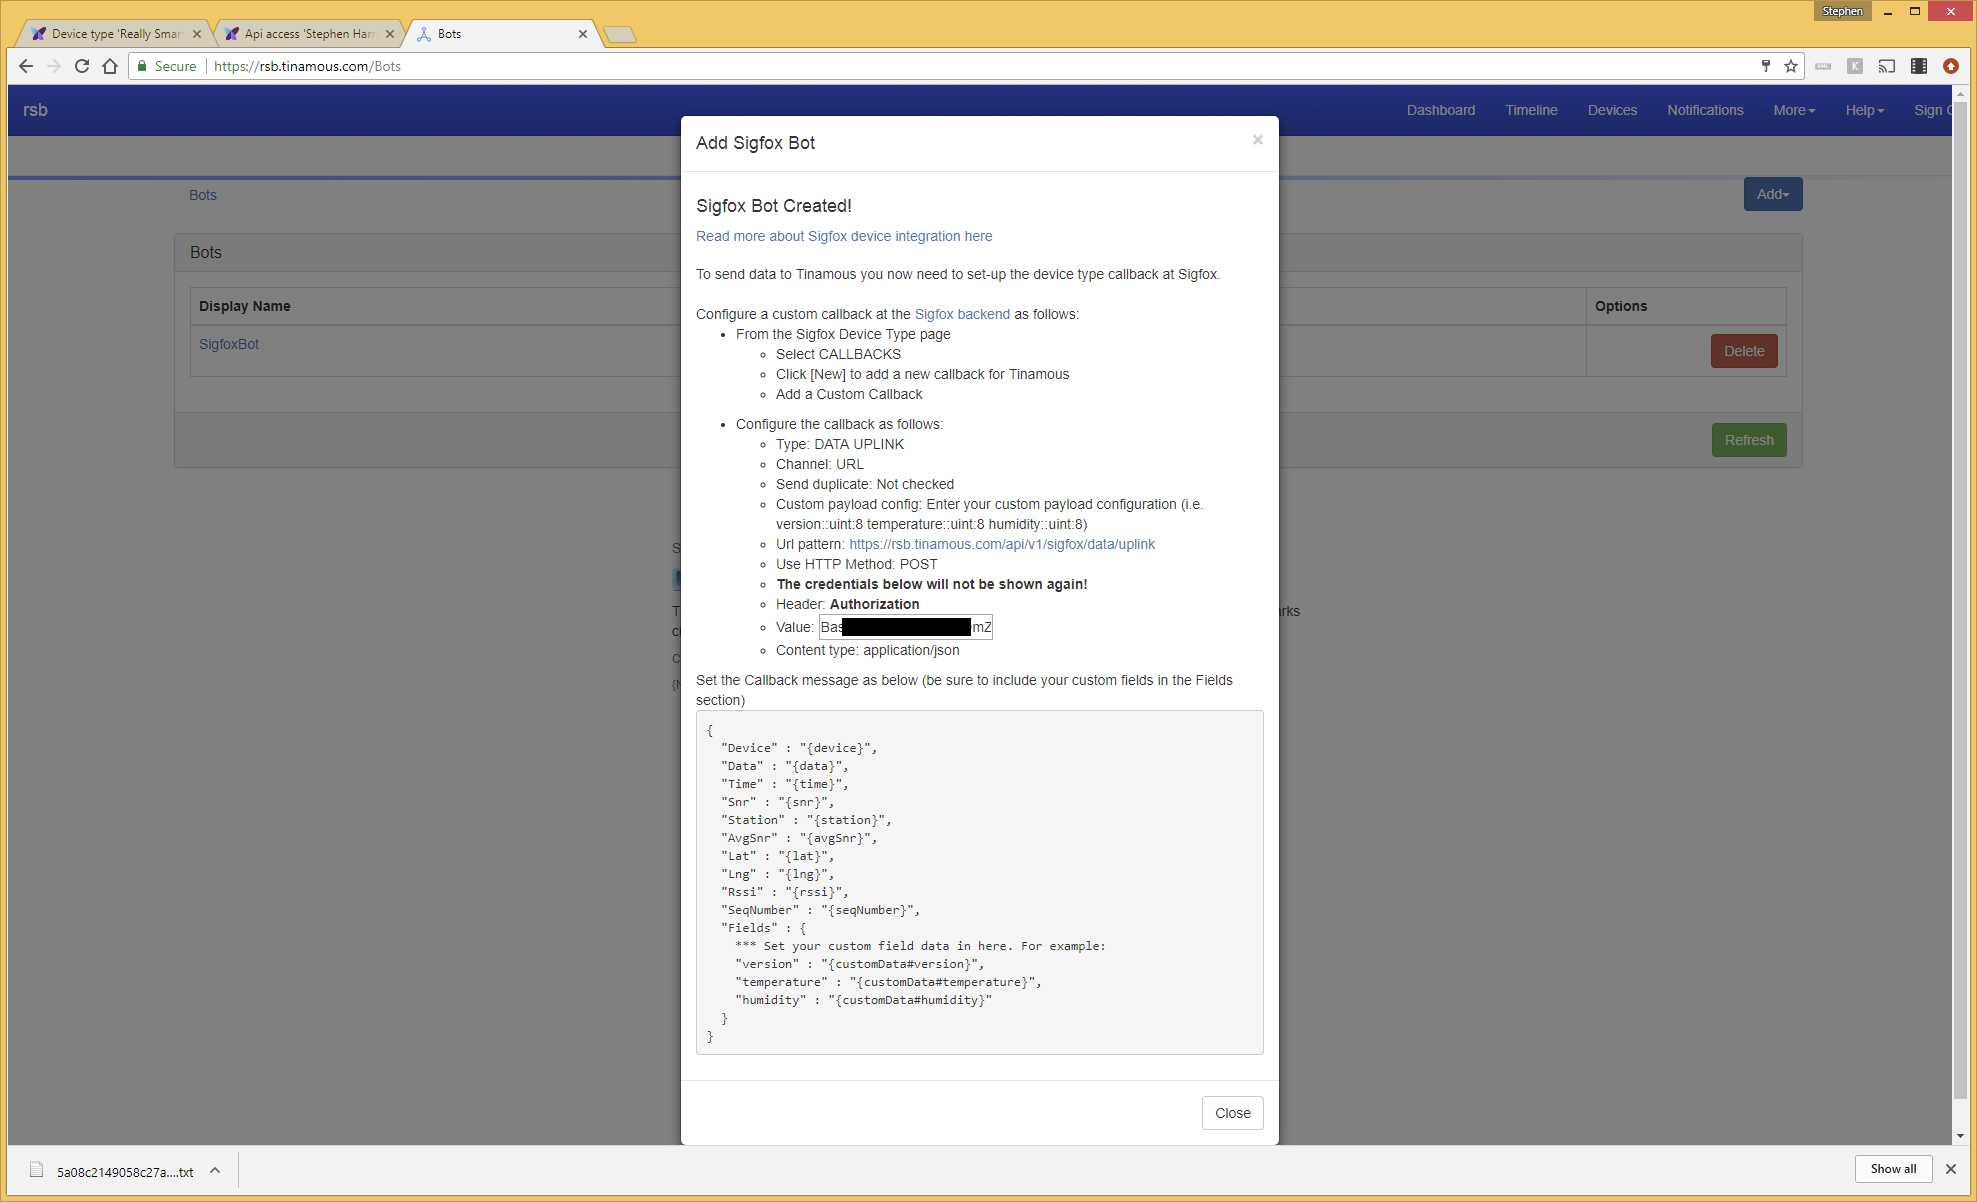 Stephen
Device type 'Really Smar
Api access 'Stephen Harr
Bots
Secure
https://rsb.tinamous.com/Bots
rsb
Dashboard
Timeline
Devices
Notifications
More
Help
Sign
Add Sigfox Bot
Bots
Add
Sigfox Bot Created!
Read more about Sigfox device integration here
Bots
To send data to Tinamous you now need to set-up the device type callback at Sigfox.
Display Name
Options
Configure a custom callback at the Sigfox backend as follows:
• From the Sigfox Device Type page
SigfoxBot
Delete
Select CALLBACKS
Click [New] to add a new callback for Tinamous
Add a Custom Callback
• Configure the callback as follows:
Refresh
Type: DATA UPLINK
Channel: URL
Send duplicate: Not checked
Custom payload config: Enter your custom payload configuration (i.e.
version::uint:8 temperature::uint:8 humidity::uint:8)
Url pattern: https://rsb.tinamous.com/api/v1/sigfox/data/uplink
Use HTTP Method: POST
The credentials below will not be shown again!
Header: Authorization
rks
Value: Bas mZ
Content type: application/json
Set the Callback message as below (be sure to include your custom fields in the Fields
section)
{
"Device" : "{device}",
"Data" : "{data}",
"Time" : "{time}",
"Snr" : "{snr}",
"Station" : "{station}",
"AvgSnr" : "{avgSnr}",
"Lat" : "{lat}",
"Lng" : "{lng}",
"Rssi" : "{rssi}",
"SeqNumber" : "{seqNumber}",
"Fields" : {
*** Set your custom field data in here. For example:
"version" : "{customData#version}",
"temperature" : "{customData#temperature}",
"humidity" : "{customData#humidity}"
}
}
Close
5a08c2149058c27a....txt
Show all